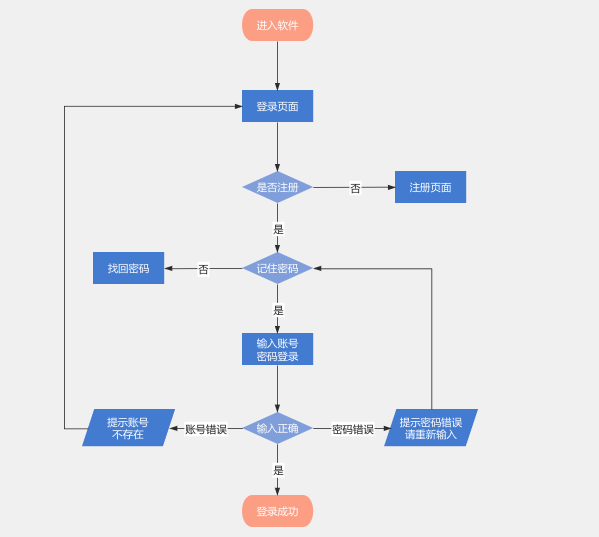 进入软件
登录页面
是否注册
否
注册页面
是
找回密码
否
记住密码
是
输入账号
密码登录
提示账号
不存在
账号错误
输入正确
密码错误
提示密码错误
请重新输入
是
登录成功